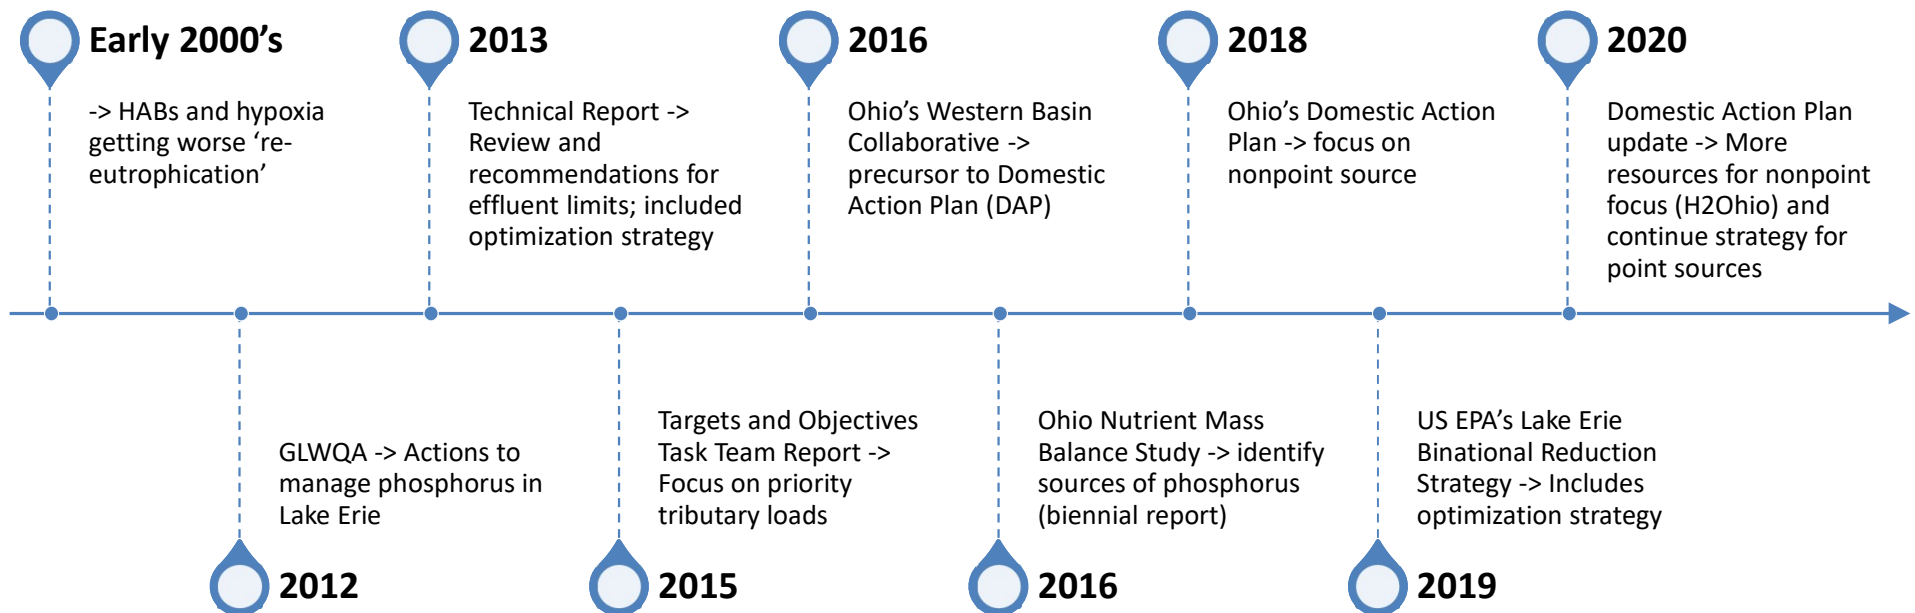 Early 2000's
-> HABs and hypoxia
getting worse ‘re-
eutrophication’
2012
GLWQA -> Actions to
manage phosphorus in
Lake Erie
2013
Technical Report ->
Review and
recommendations for
effluent limits; included
optimization strategy
2015
Targets and Objectives
Task Team Report ->
Focus on priority
tributary loads
2016
Ohio’s Western Basin
Collaborative ->
precursor to Domestic
Action Plan (DAP)
2016
Ohio Nutrient Mass
Balance Study -> identify
sources of phosphorus
(biennial report)
2018
Ohio’s Domestic Action
Plan -> focus on
nonpoint source
2019
US EPA’s Lake Erie
Binational Reduction
Strategy -> Includes
optimization strategy
2020
Domestic Action Plan
update -> More
resources for nonpoint
focus (H2Ohio) and
continue strategy for
point sources